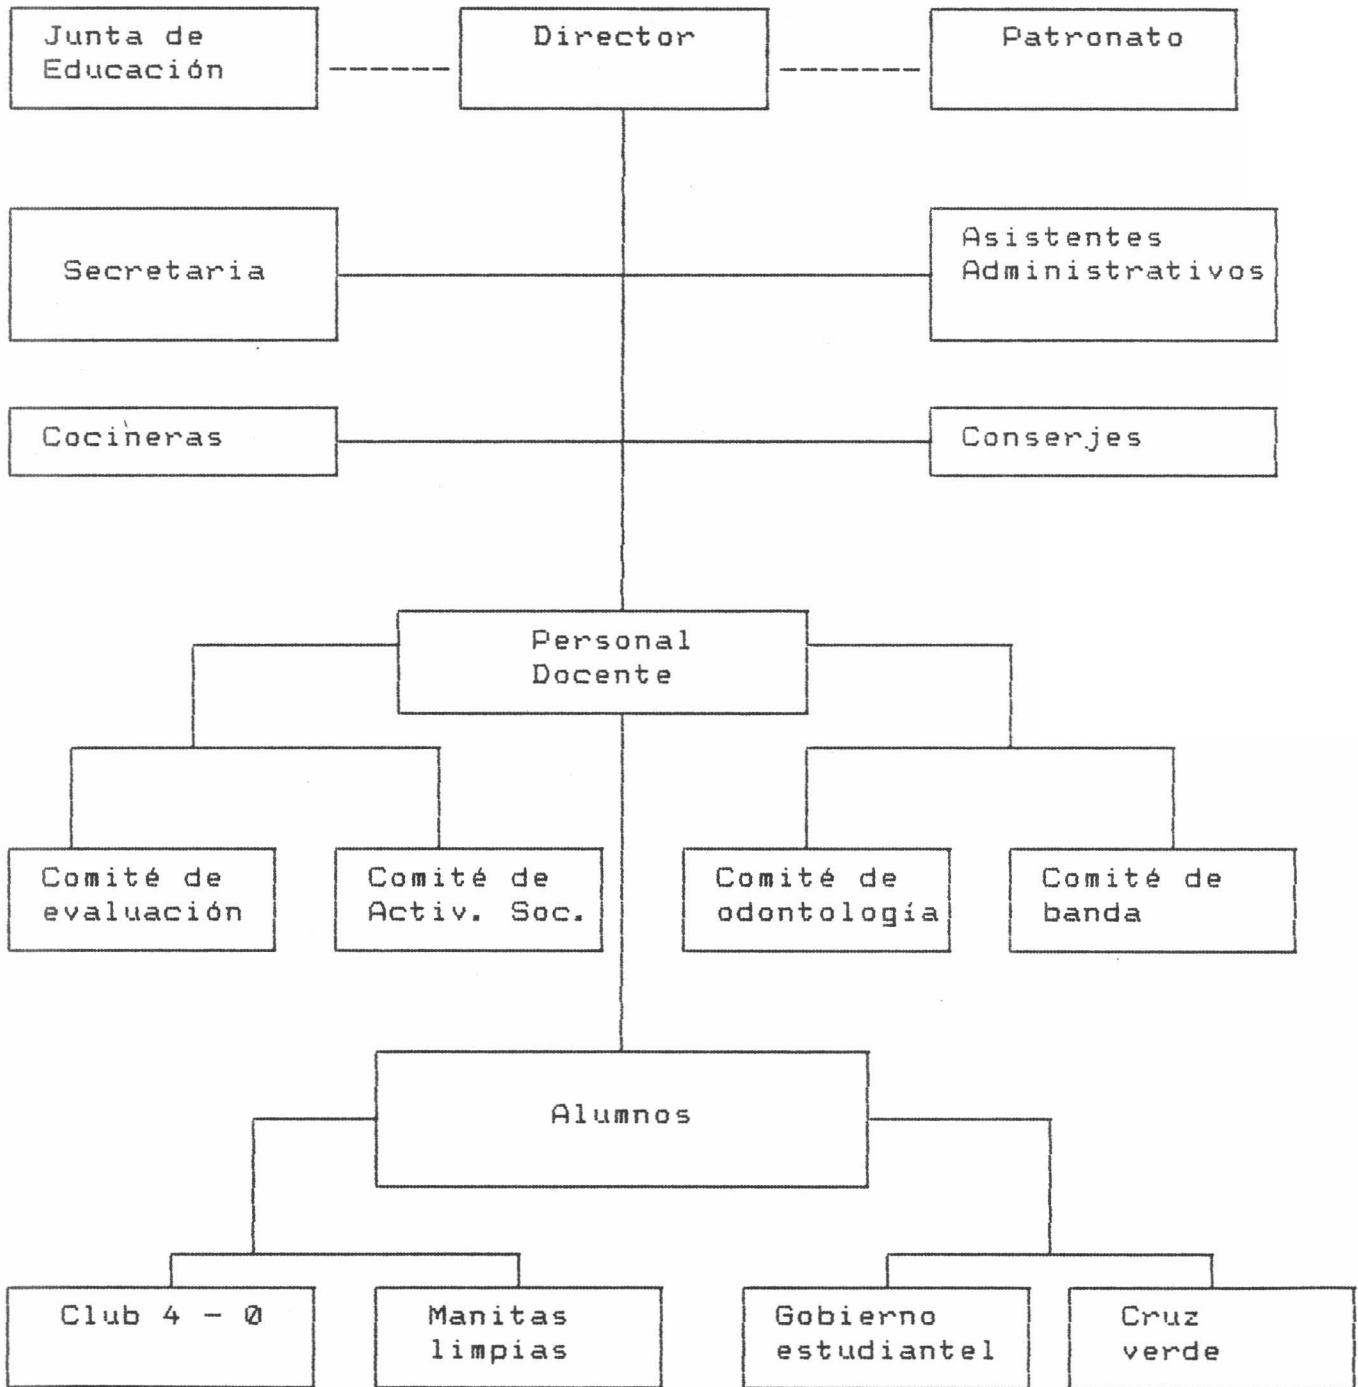 Junta de
Educación
Director
Patronato
Secretaria
Asistentes
Administrativos
Cocineras
Conserjes
Personal
Docente
Comité de
evaluación
Comité de
Activ. Soc.
Comité de
odontología
Comité de
banda
Alumnos
Club 4 - 0
Manitas
limpias
Gobierno
estudiantel
Cruz
verde